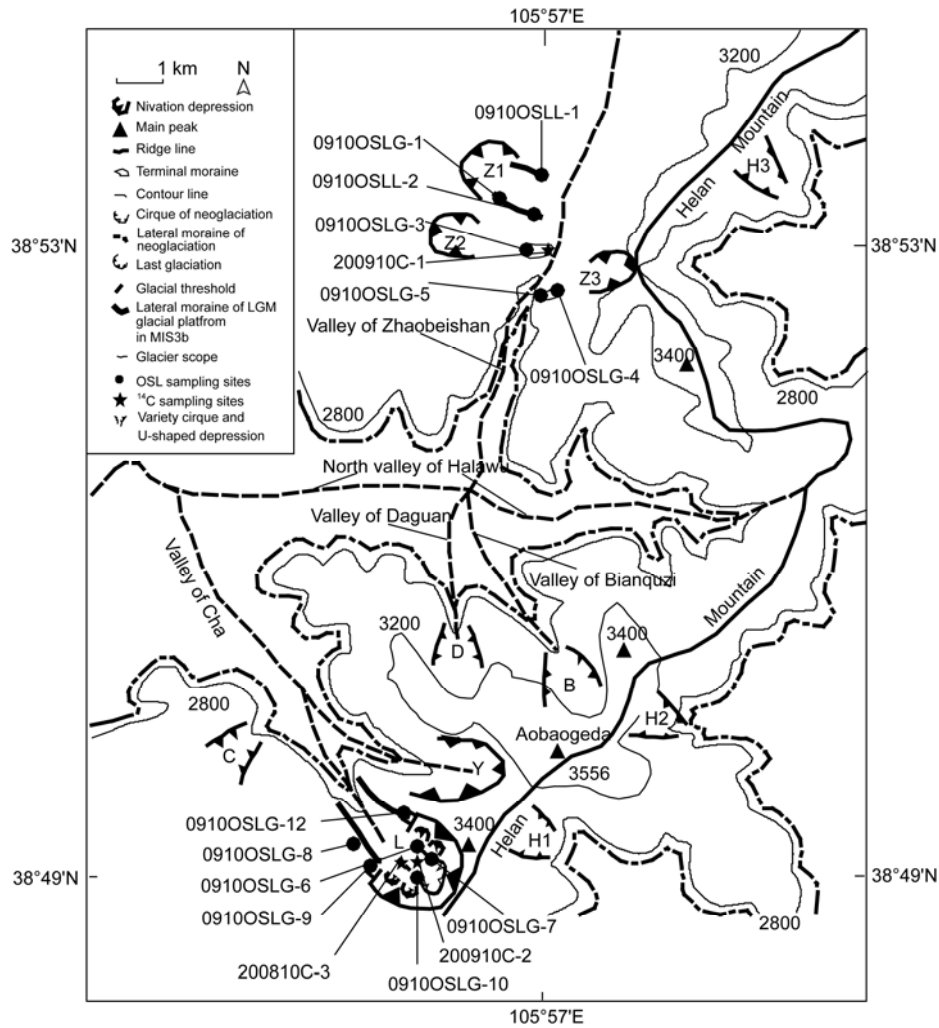 105°57'E
1 km
N
Nivation depression
Main peak
Ridge line
Terminal moraine
Contour line
Cirque of neoglaciation
Lateral moraine of
neoglaciation
Last glaciation
Glacial threshold
Lateral moraine of LGM
glacial platfrom
in MIS3b
Glacier scope
OSL sampling sites
14C sampling sites
Variety cirque and
U-shaped depression
3200
Helan Mountain
H3
0910OSLL-1
0910OSLG-1
Z1
0910OSLL-2
0910OSLG-3
38°53'N
38°53'N
Z2
200910C-1
Z3
0910OSLG-5
Valley of Zhaobeishan
3400
0910OSLG-4
2800
2800
North valley of Halawu
Valley of Daguan
Valley of Cha
Valley of Bianquzi
Mountain
3200
3400
D
B
2800
H2
C
Aobaogeda
3556
Y
0910OSLG-12
3400
Helan
H1
0910OSLG-8
L
38°49'N
38°49'N
0910OSLG-6
0910OSLG-9
0910OSLG-7
2800
200910C-2
200810C-3
0910OSLG-10
105°57'E